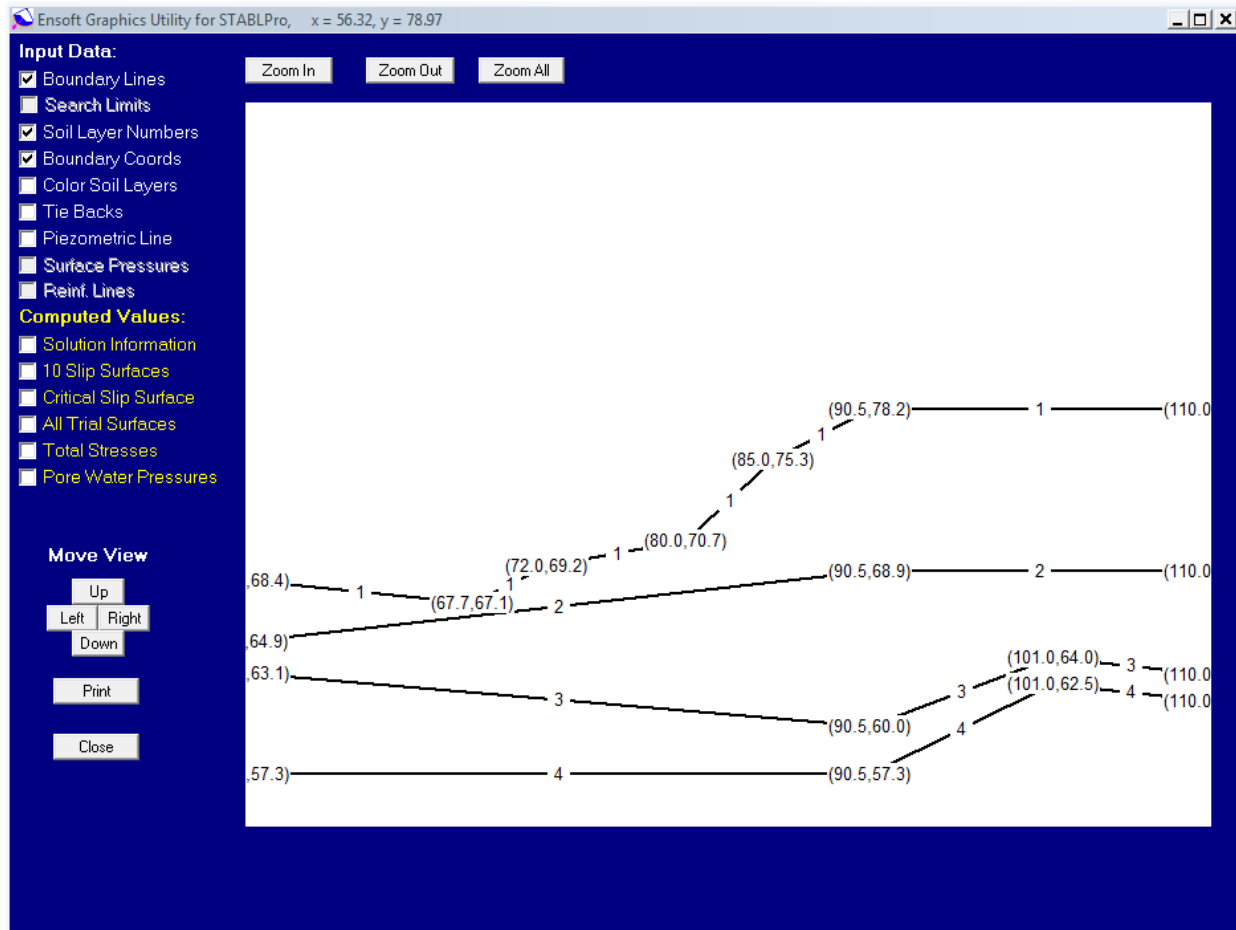 Ensoft Graphics Utility for STABLPro, x = 56.32, y = 78.97
Input Data:
Boundary Lines
Search Limits
Soil Layer Numbers
Boundary Coords
Color Soil Layers
Tie Backs
Piezometric Line
Surface Pressures
Reinf. Lines
Computed Values:
Solution Information
10 Slip Surfaces
Critical Slip Surface
All Trial Surfaces
Total Stresses
Pore Water Pressures
Move View
Up
Left Right
Down
Print
Close
Zoom In Zoom Out Zoom All
(90.5,78.2) 1 (110.0
1
(85.0,75.3)
1
(80.0,70.7)
(72.0,69.2) 1
,68.4) 1 (67.7,67.1) 1
(90.5,68.9) 2 (110.0
,64.9) 2
,63.1) 3 (90.5,60.0) 3 (101.0,64.0) 3 (110.0
,57.3) 4 (90.5,57.3) 4 (101.0,62.5) 4 (110.0